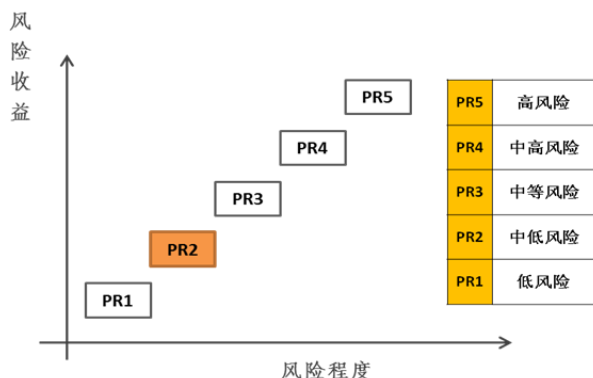 风险收益
PR5
PR4
PR3
PR2
PR1
风险程度
PR5 高风险
PR4 中高风险
PR3 中等风险
PR2 中低风险
PR1 低风险